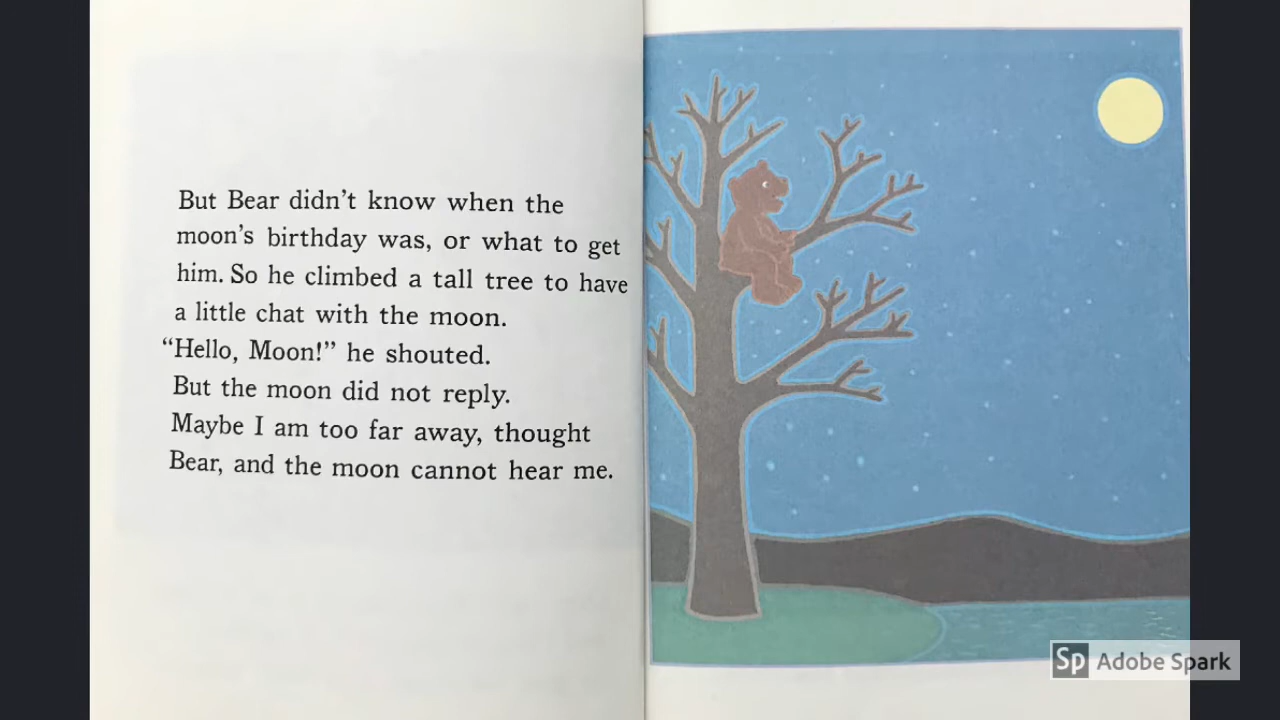 But Bear didn't know when the
moon's birthday was, or what to get
him. So he climbed a tall tree to have
a little chat with the moon.
“Hello, Moon!” he shouted.
But the moon did not reply.
Maybe I am too far away, thought
Bear, and the moon cannot hear me.
Sp Adobe Spark